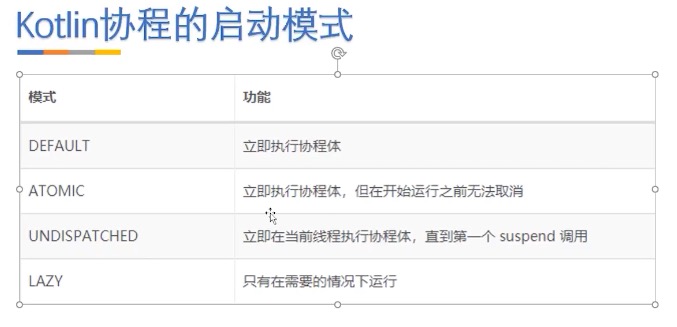 Kotlin协程的启动模式
模式 功能
DEFAULT 立即执行协程体
ATOMIC 立即执行协程体，但在开始运行之前无法取消
UNDISPATCHED 立即在当前线程执行协程体，直到第一个 suspend 调用
LAZY 只有在需要的情况下运行